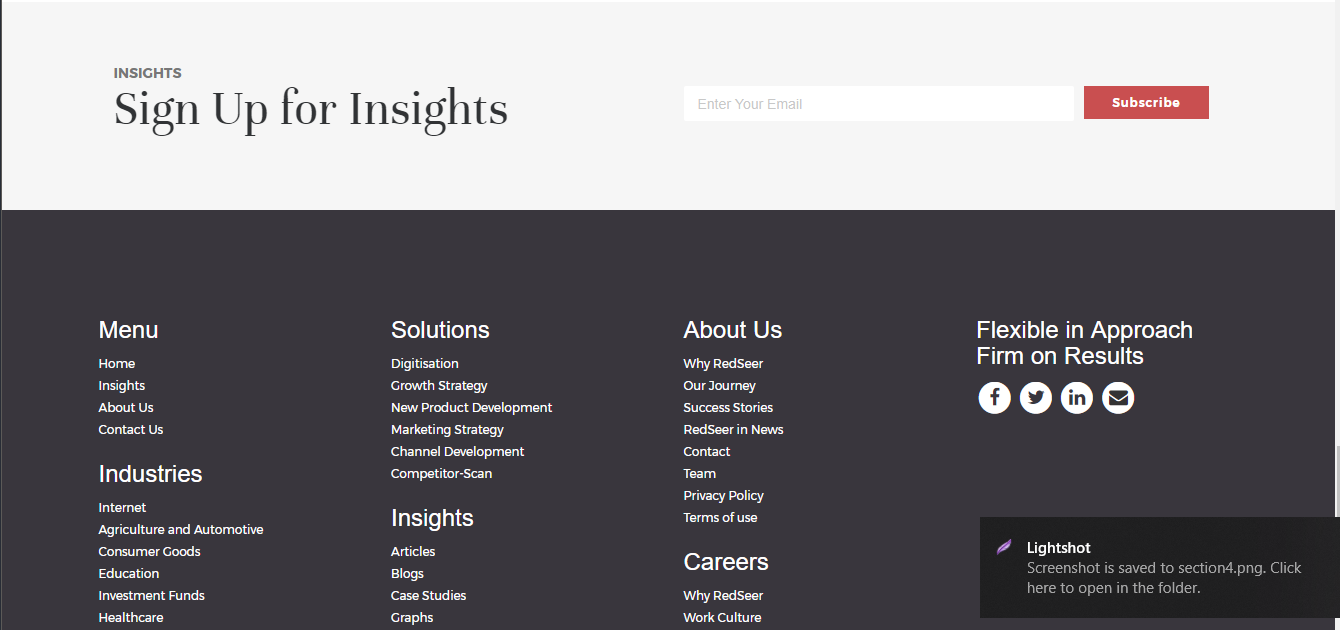 INSIGHTS
Sign Up for Insights
Enter Your Email
Subscribe
Menu
Home
Insights
About Us
Contact Us
Industries
Internet
Agriculture and Automotive
Consumer Goods
Education
Investment Funds
Healthcare
Solutions
Digitisation
Growth Strategy
New Product Development
Marketing Strategy
Channel Development
Competitor-Scan
Insights
Articles
Blogs
Case Studies
Graphs
About Us
Why RedSeer
Our Journey
Success Stories
RedSeer in News
Contact
Team
Privacy Policy
Terms of use
Careers
Why RedSeer
Work Culture
Flexible in Approach
Firm on Results
Lightshot
Screenshot is saved to section4.png. Click
here to open in the folder.